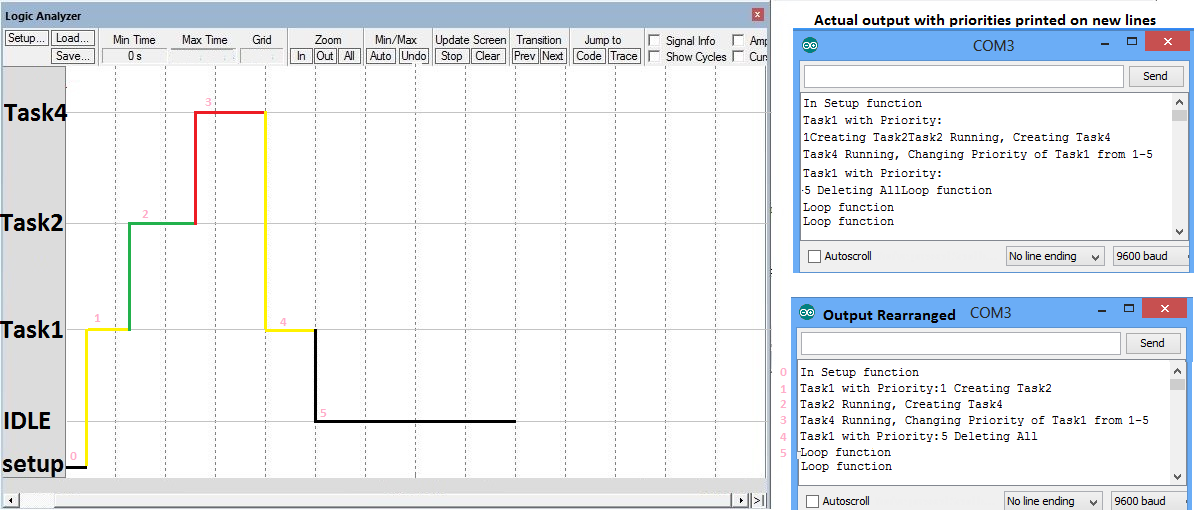 Logic Analyzer
Setup... Load... Min Time Max Time Grid Zoom Min/Max Update Screen Transition Jump to Signal Info Amp
Save... 0 s In Out All Auto Undo Stop Clear Prev Next Code Trace Show Cycles Curs
Task4
3
Task2
2
Task1
1
4
IDLE
5
setup
0
Actual output with priorities printed on new lines
COM3
Send
In Setup function
Task1 with Priority:
1Creating Task2Task2 Running, Creating Task4
Task4 Running, Changing Priority of Task1 from 1-5
Task1 with Priority:
5 Deleting AllLoop function
Loop function
Loop function
Autoscroll No line ending 9600 baud
Output Rearranged COM3
Send
0 In Setup function
1 Task1 with Priority:1 Creating Task2
2 Task2 Running, Creating Task4
3 Task4 Running, Changing Priority of Task1 from 1-5
4 Task1 with Priority:5 Deleting All
5 Loop function
Loop function
Autoscroll No line ending 9600 baud